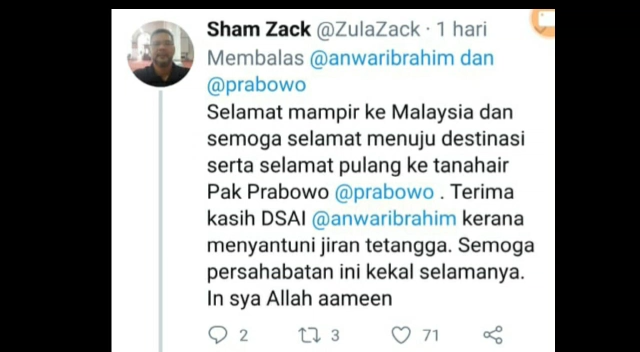 Sham Zack @ZulaZack · 1 hari
Membalas @anwaribrahim dan
@prabowo
Selamat mampir ke Malaysia dan
semoga selamat menuju destinasi
serta selamat pulang ke tanahair
Pak Prabowo @prabowo . Terima
kasih DSAI @anwaribrahim kerana
menyantuni jiran tetangga. Semoga
persahabatan ini kekal selamanya.
In sya Allah aameen
2 3 71